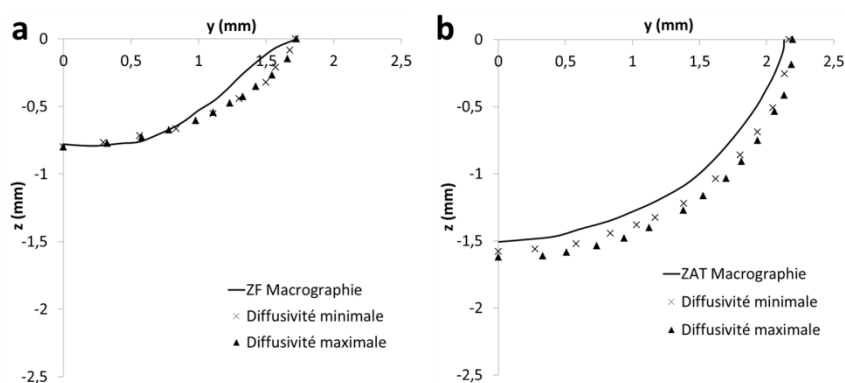 a
y (mm)
0 0,5 1 1,5 2 2,5
0
-0,5
-1
-1,5
-2
-2,5
z (mm)
ZF Macrographie
Diffusivité minimale
Diffusivité maximale
b
y (mm)
0 0,5 1 1,5 2 2,5
0
-0,5
-1
-1,5
-2
-2,5
z (mm)
ZAT Macrographie
Diffusivité minimale
Diffusivité maximale